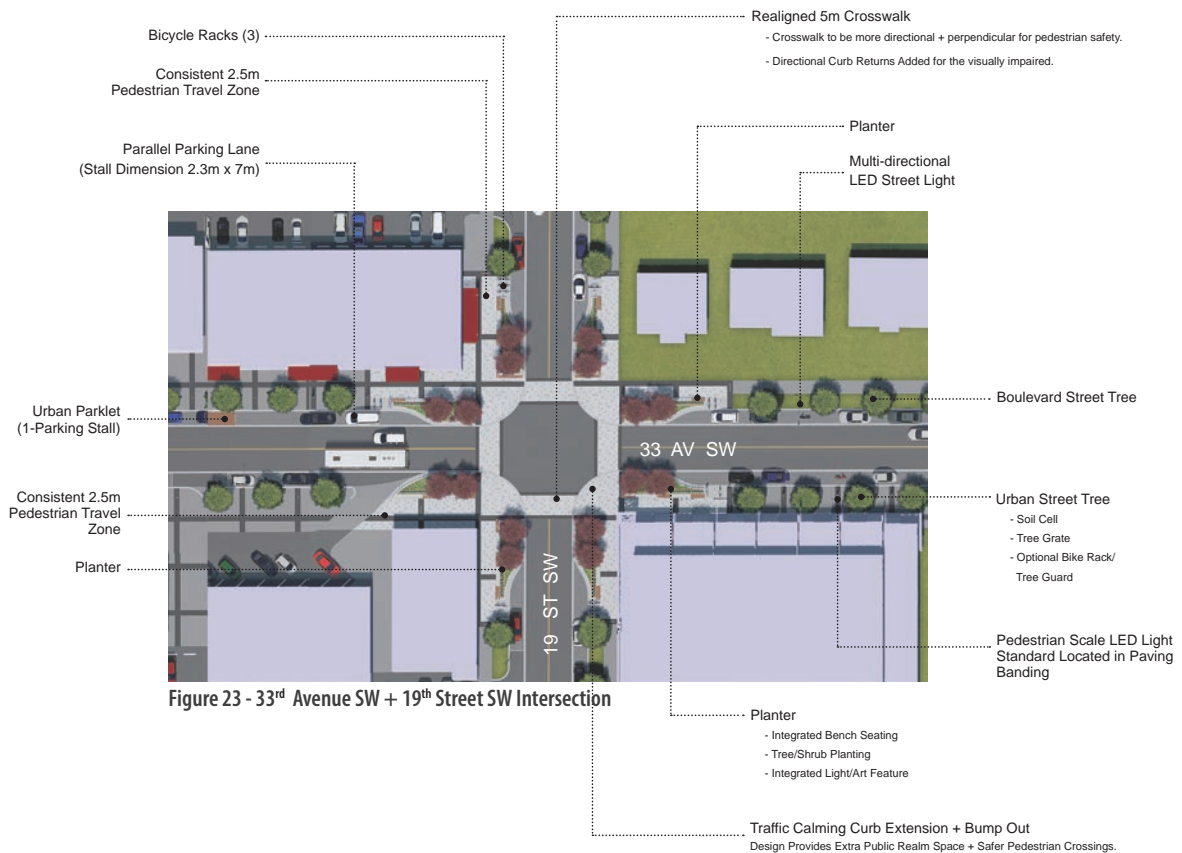 Realigned 5m Crosswalk
- Crosswalk to be more directional + perpendicular for pedestrian safety.
- Directional Curb Returns Added for the visually impaired.
Bicycle Racks (3)
Consistent 2.5m
Pedestrian Travel Zone
Parallel Parking Lane
(Stall Dimension 2.3m x 7m)
Planter
Multi-directional
LED Street Light
Urban Parklet
(1-Parking Stall)
Boulevard Street Tree
33 AV SW
Consistent 2.5m
Pedestrian Travel
Zone
Planter
19 ST SW
Urban Street Tree
- Soil Cell
- Tree Grate
- Optional Bike Rack/
Tree Guard
Pedestrian Scale LED Light
Standard Located in Paving
Banding
Figure 23 - 33rd Avenue SW + 19th Street SW Intersection
Planter
- Integrated Bench Seating
- Tree/Shrub Planting
- Integrated Light/Art Feature
Traffic Calming Curb Extension + Bump Out
Design Provides Extra Public Realm Space + Safer Pedestrian Crossings.